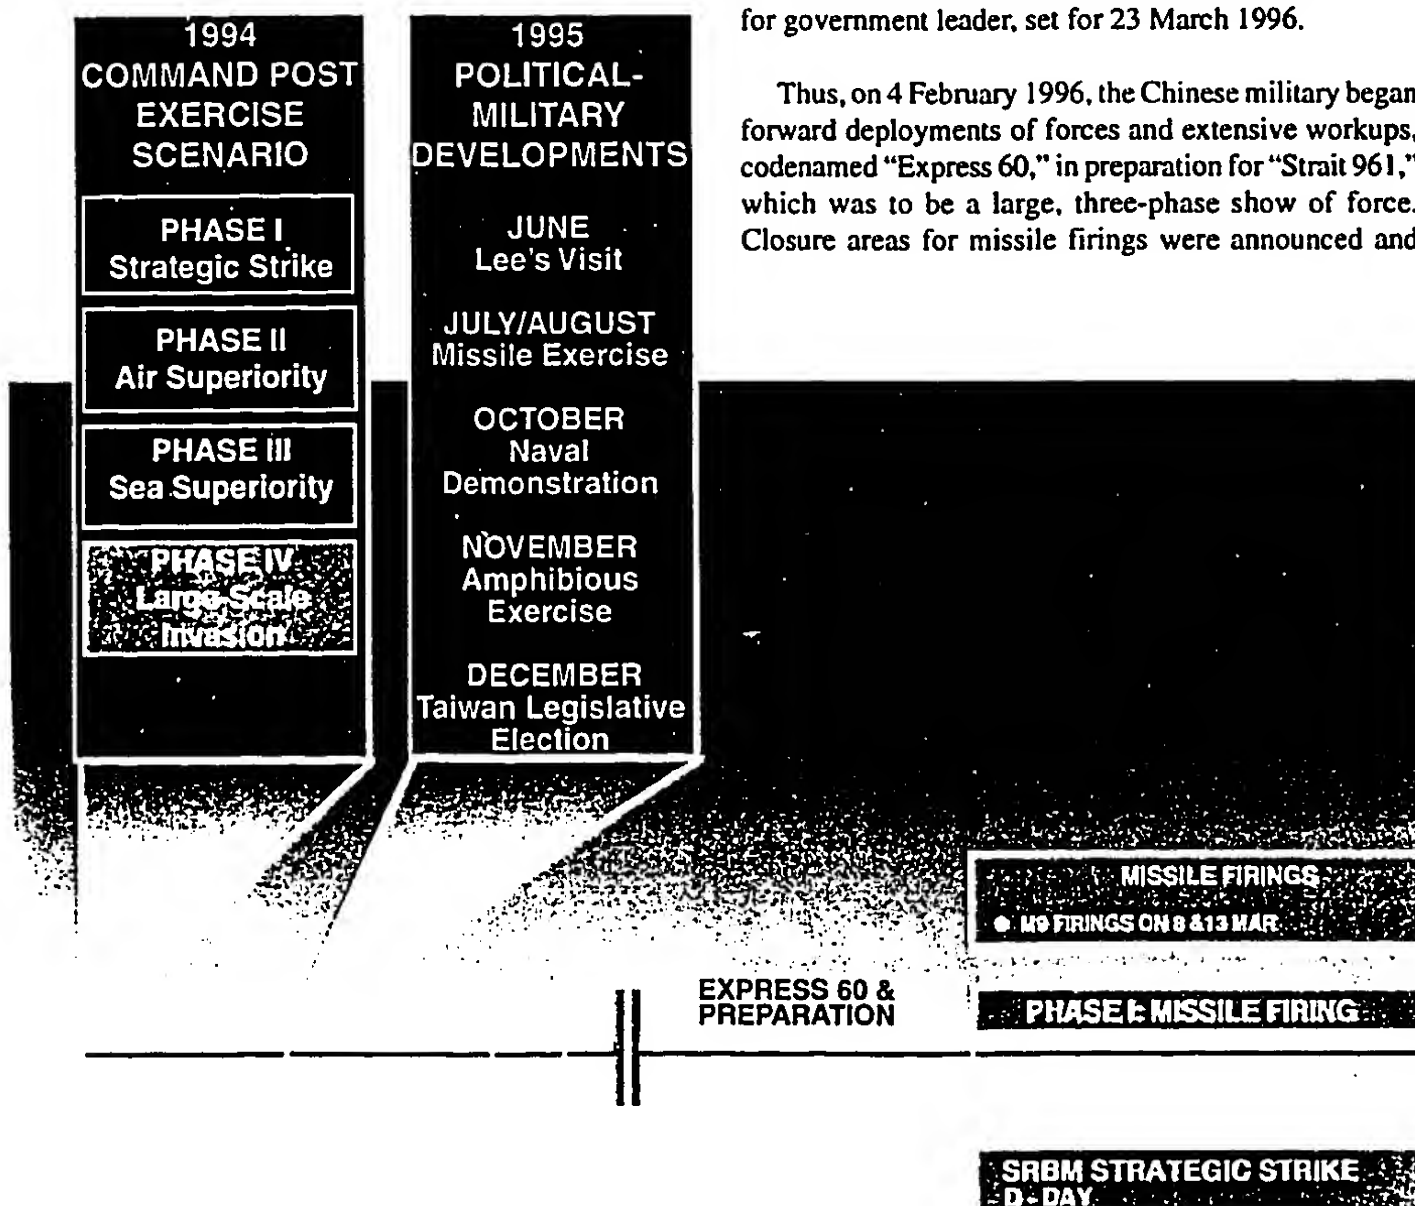 for government leader, set for 23 March 1996.
Thus, on 4 February 1996, the Chinese military began
forward deployments of forces and extensive workups,
codenamed “Express 60,” in preparation for “Strait 961,”
which was to be a large, three-phase show of force.
Closure areas for missile firings were announced and
1994
COMMAND POST
EXERCISE
SCENARIO
PHASE I
Strategic Strike
PHASE II
Air Superiority
PHASE III
Sea Superiority
PHASE IV
Large-Scale
Invasion
1995
POLITICAL-
MILITARY
DEVELOPMENTS
JUNE
Lee's Visit
JULY/AUGUST
Missile Exercise
OCTOBER
Naval
Demonstration
NOVEMBER
Amphibious
Exercise
DECEMBER
Taiwan Legislative
Election
MISSILE FIRINGS
● M9 FIRINGS ON 8 & 13 MAR
EXPRESS 60 &
PREPARATION
PHASE I: MISSILE FIRING
SRBM STRATEGIC STRIKE
D-DAY